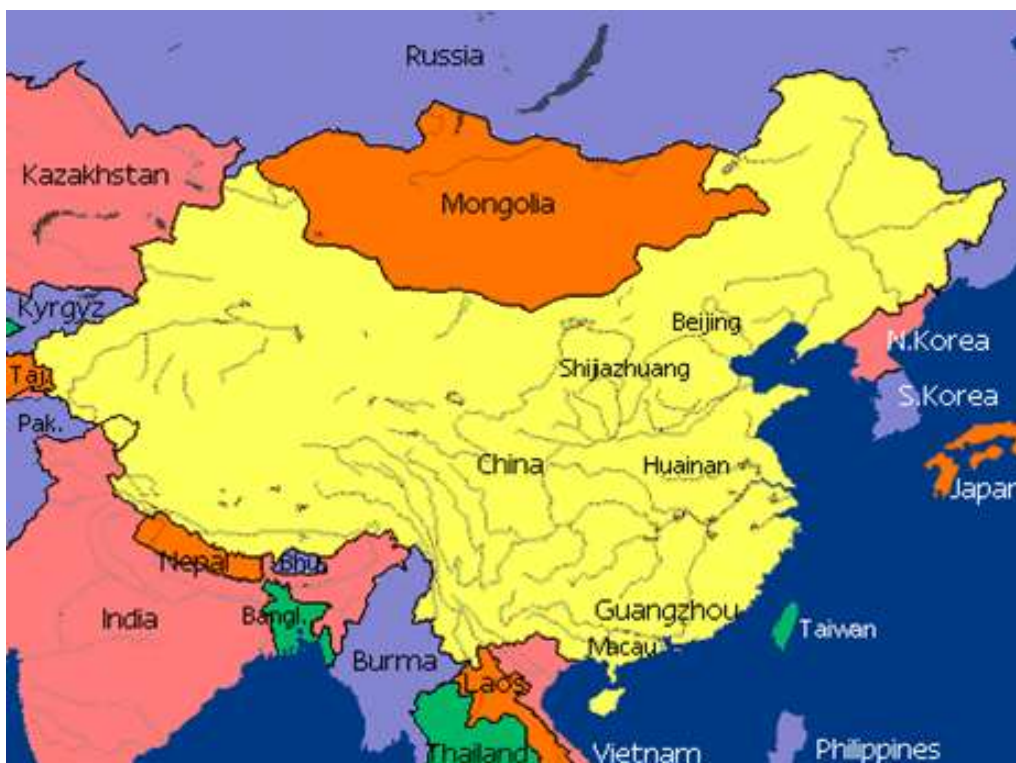 Russia
Kazakhstan
Mongolia
Kyrgyz
Beijing
N.Korea
Shijiazhuang
Taj.
S.Korea
Pak.
China
Huainan
Japan
Nepal
Bhu.
Bangl.
India
Guangzhou
Taiwan
Macau
Burma
Laos
Thailand
Vietnam
Philippines